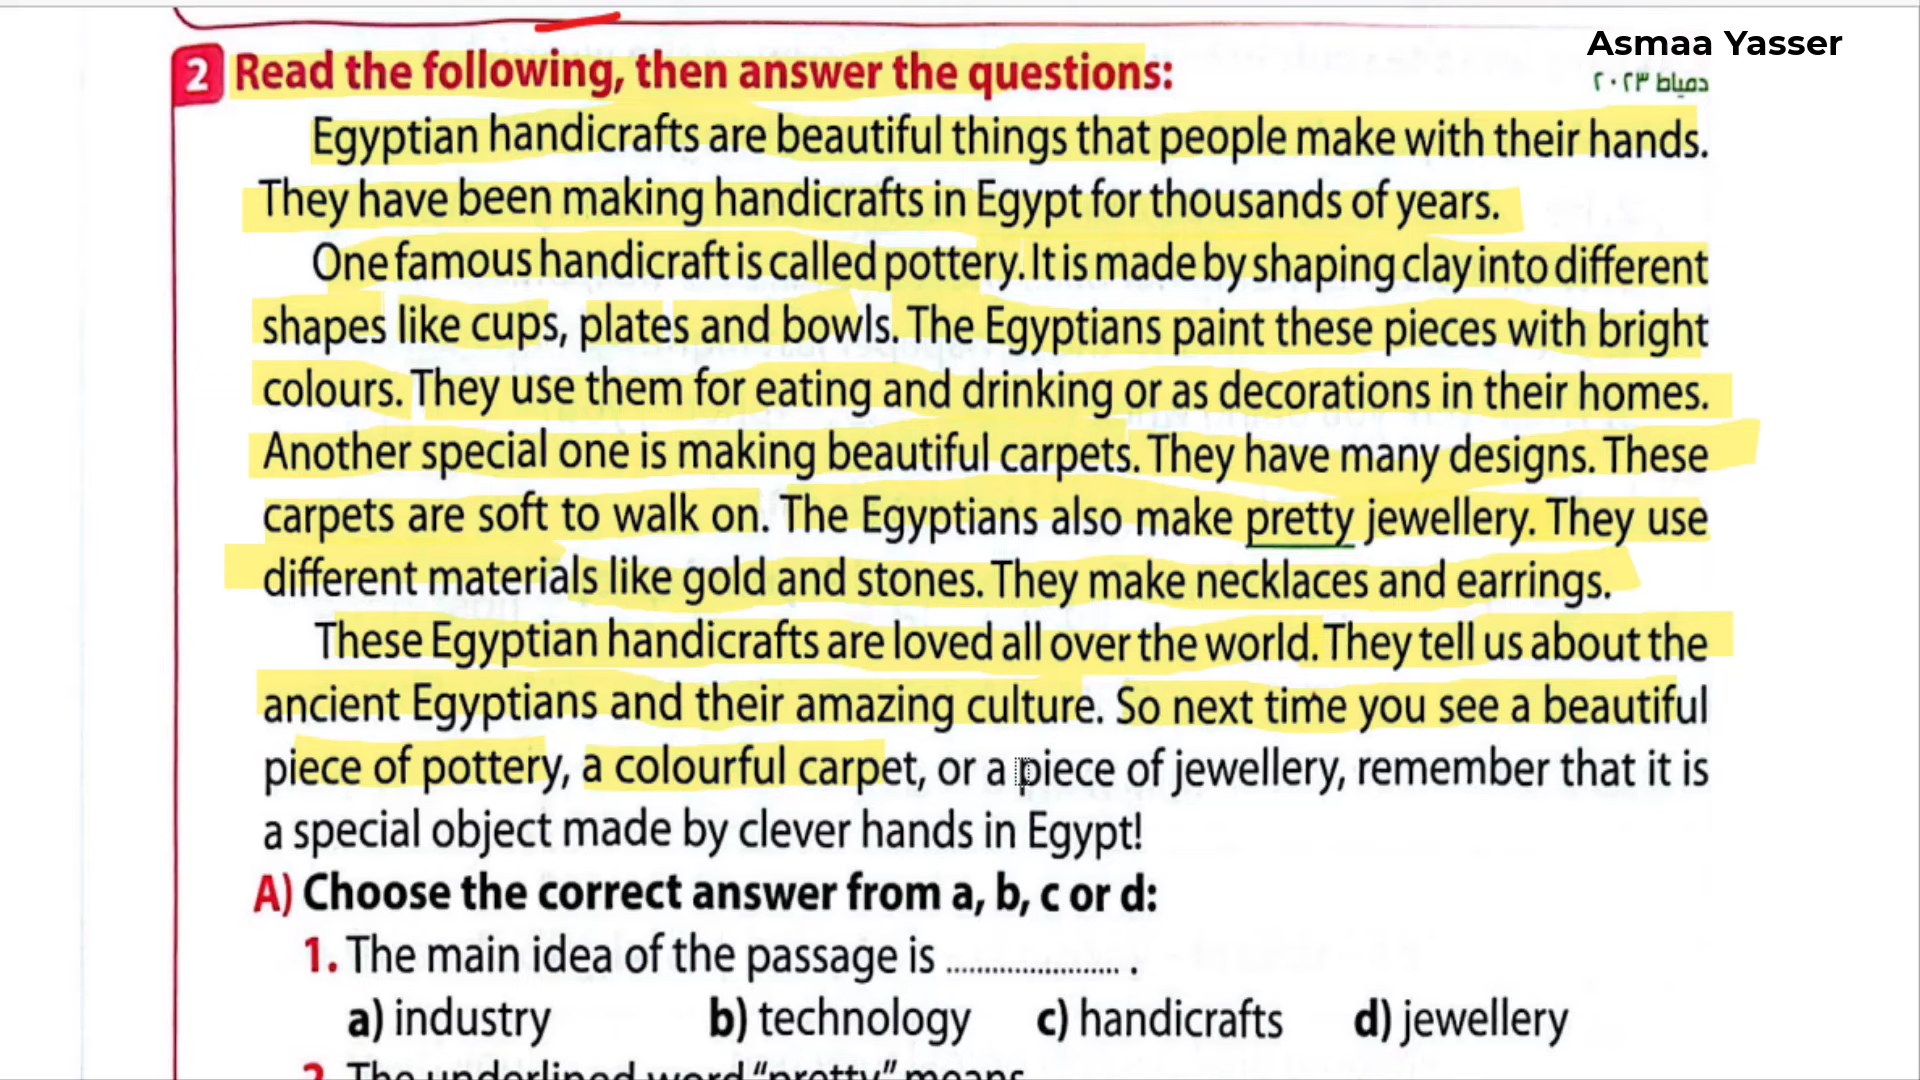 Asmaa Yasser
2 Read the following, then answer the questions:
دمياط ٢٠٢٣
Egyptian handicrafts are beautiful things that people make with their hands.
They have been making handicrafts in Egypt for thousands of years.
One famous handicraft is called pottery. It is made by shaping clay into different
shapes like cups, plates and bowls. The Egyptians paint these pieces with bright
colours. They use them for eating and drinking or as decorations in their homes.
Another special one is making beautiful carpets. They have many designs. These
carpets are soft to walk on. The Egyptians also make pretty jewellery. They use
different materials like gold and stones. They make necklaces and earrings.
These Egyptian handicrafts are loved all over the world. They tell us about the
ancient Egyptians and their amazing culture. So next time you see a beautiful
piece of pottery, a colourful carpet, or a piece of jewellery, remember that it is
a special object made by clever hands in Egypt!
A) Choose the correct answer from a, b, c or d:
1. The main idea of the passage is ....................... .
a) industry b) technology c) handicrafts d) jewellery
2. The underlined word "pretty" means